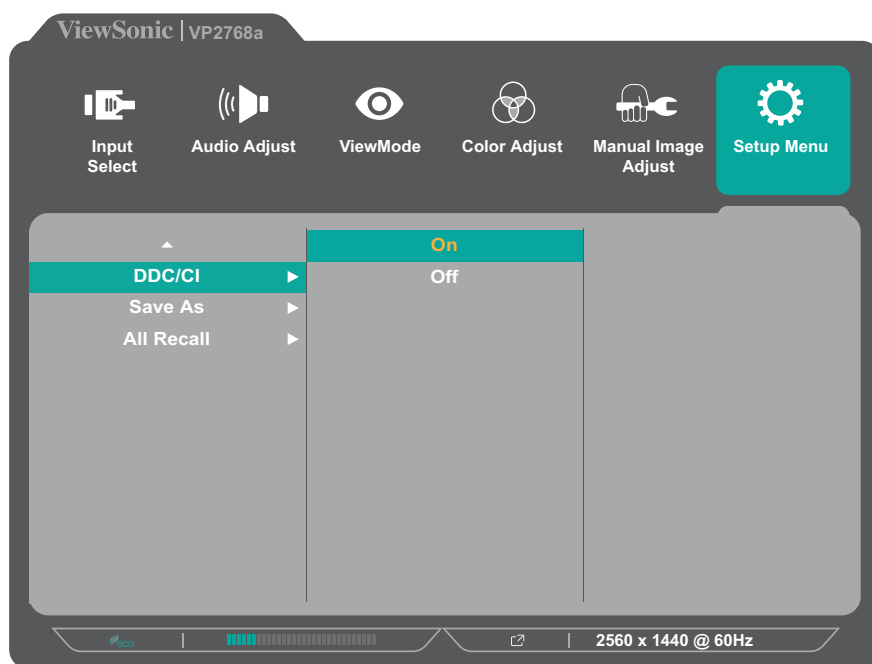 ViewSonic | VP2768a
Input Select
Audio Adjust
ViewMode
Color Adjust
Manual Image Adjust
Setup Menu
On
DDC/CI
Off
Save As
All Recall
eco
2560 x 1440 @ 60Hz